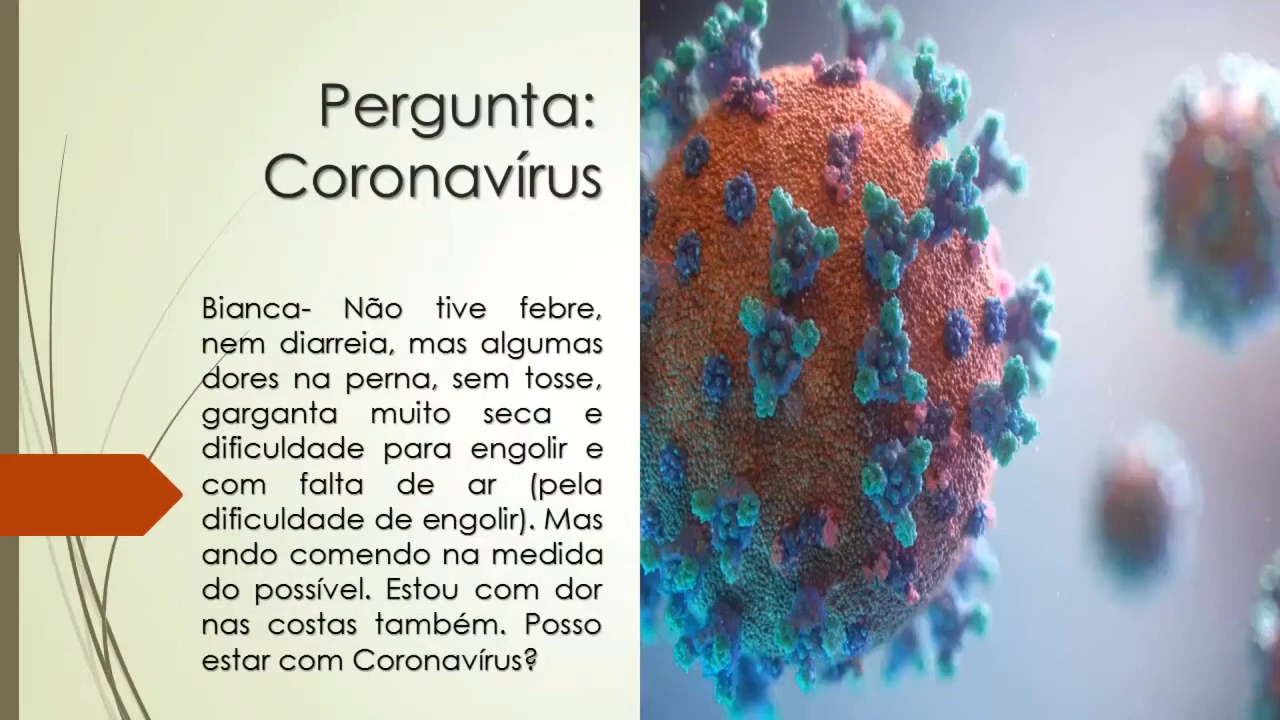 Pergunta:
Coronavírus
Bianca- Não tive febre,
nem diarreia, mas algumas
dores na perna, sem tosse,
garganta muito seca e
dificuldade para engolir e
com falta de ar (pela
dificuldade de engolir). Mas
ando comendo na medida
do possível. Estou com dor
nas costas também. Posso
estar com Coronavírus?